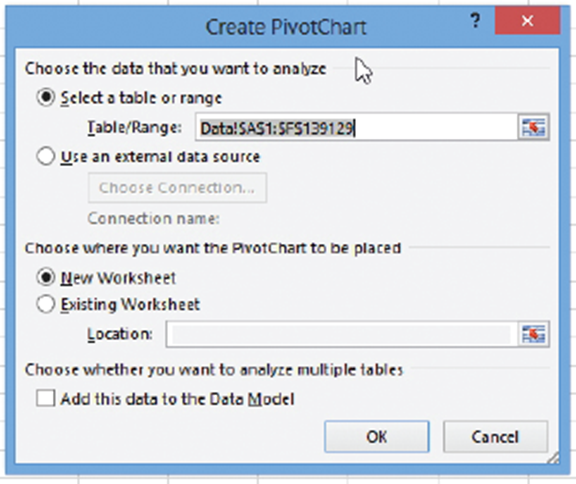 Create PivotChart
?
Choose the data that you want to analyze
Select a table or range
Table/Range: Data!$A$1:$F$139129
Use an external data source
Choose Connection...
Connection name:
Choose where you want the PivotChart to be placed
New Worksheet
Existing Worksheet
Location:
Choose whether you want to analyze multiple tables
Add this data to the Data Model
OK Cancel